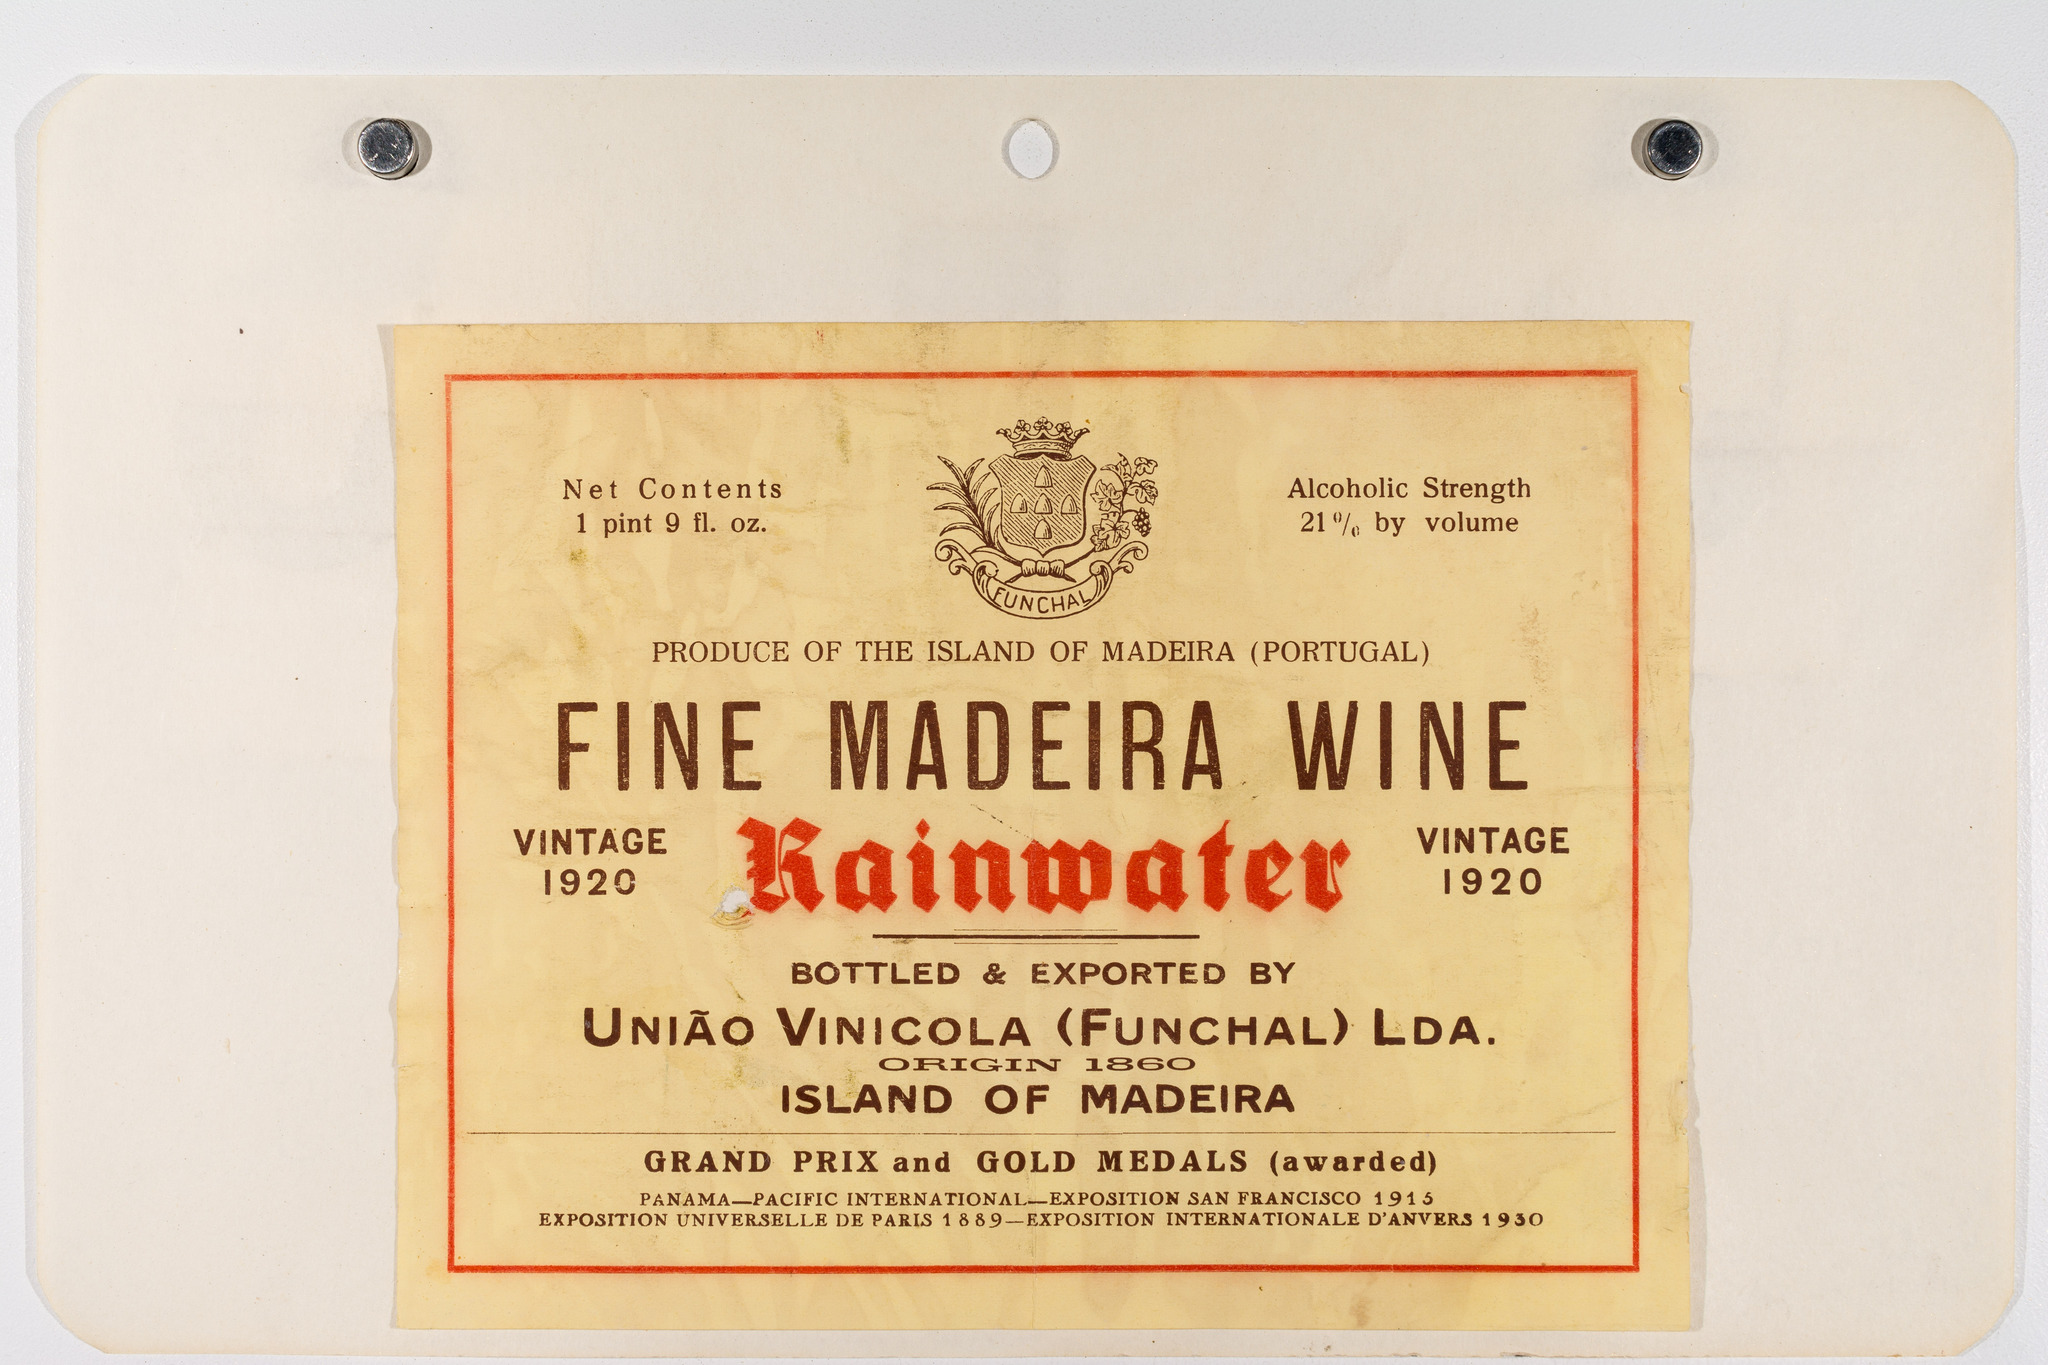 Net Contents
1 pint 9 fl. oz.
FUNCHAL
Alcoholic Strength
21% by volume
PRODUCE OF THE ISLAND OF MADEIRA (PORTUGAL)
FINE MADEIRA WINE
VINTAGE
1920
Rainwater
VINTAGE
1920
BOTTLED & EXPORTED BY
UNIÃO VINICOLA (FUNCHAL) LDA.
ORIGIN 1860
ISLAND OF MADEIRA
GRAND PRIX and GOLD MEDALS (awarded)
PANAMA—PACIFIC INTERNATIONAL—EXPOSITION SAN FRANCISCO 1915
EXPOSITION UNIVERSELLE DE PARIS 1889—EXPOSITION INTERNATIONALE D'ANVERS 1930